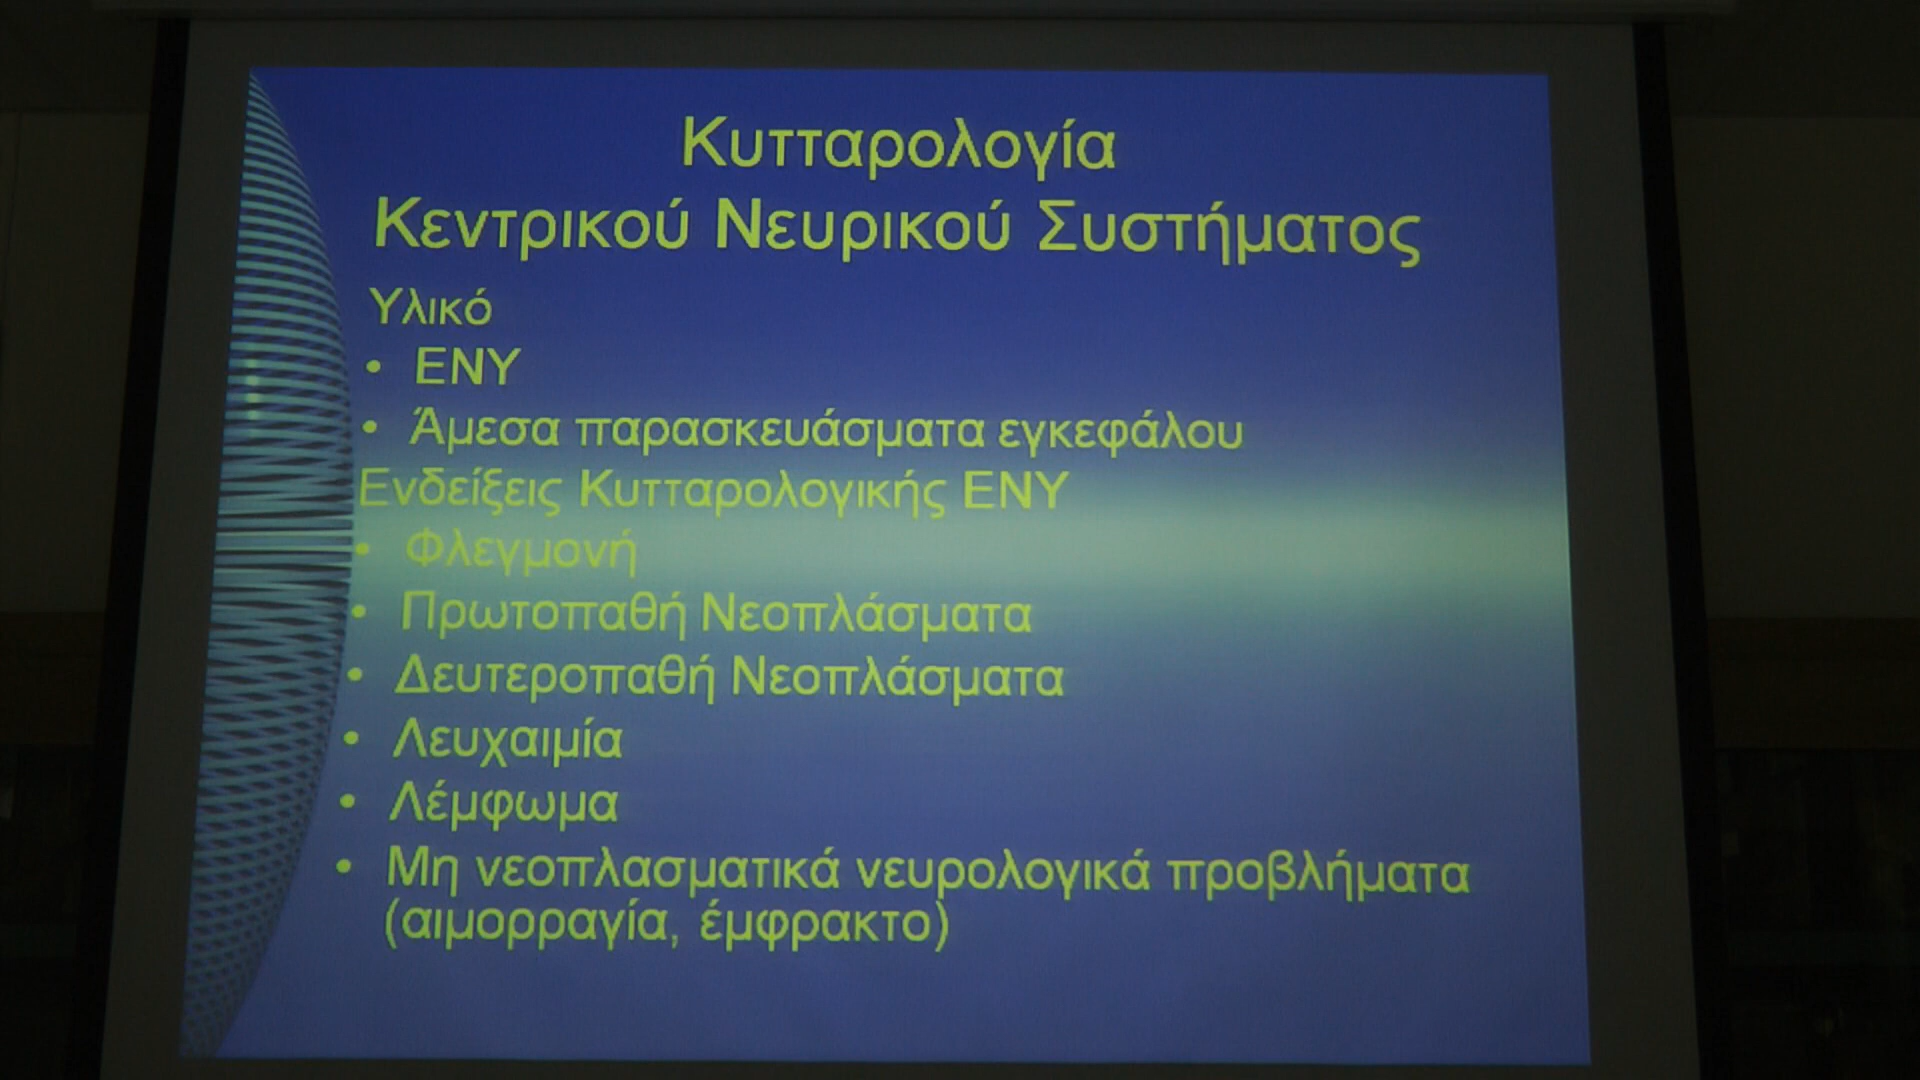 Κυτταρολογία
Κεντρικού Νευρικού Συστήματος
Υλικό
• ΕΝΥ
• Άμεσα παρασκευάσματα εγκεφάλου
Ενδείξεις Κυτταρολογικής ΕΝΥ
• Φλεγμονή
• Πρωτοπαθή Νεοπλάσματα
• Δευτεροπαθή Νεοπλάσματα
• Λευχαιμία
• Λέμφωμα
• Μη νεοπλασματικά νευρολογικά προβλήματα
(αιμορραγία, έμφρακτο)